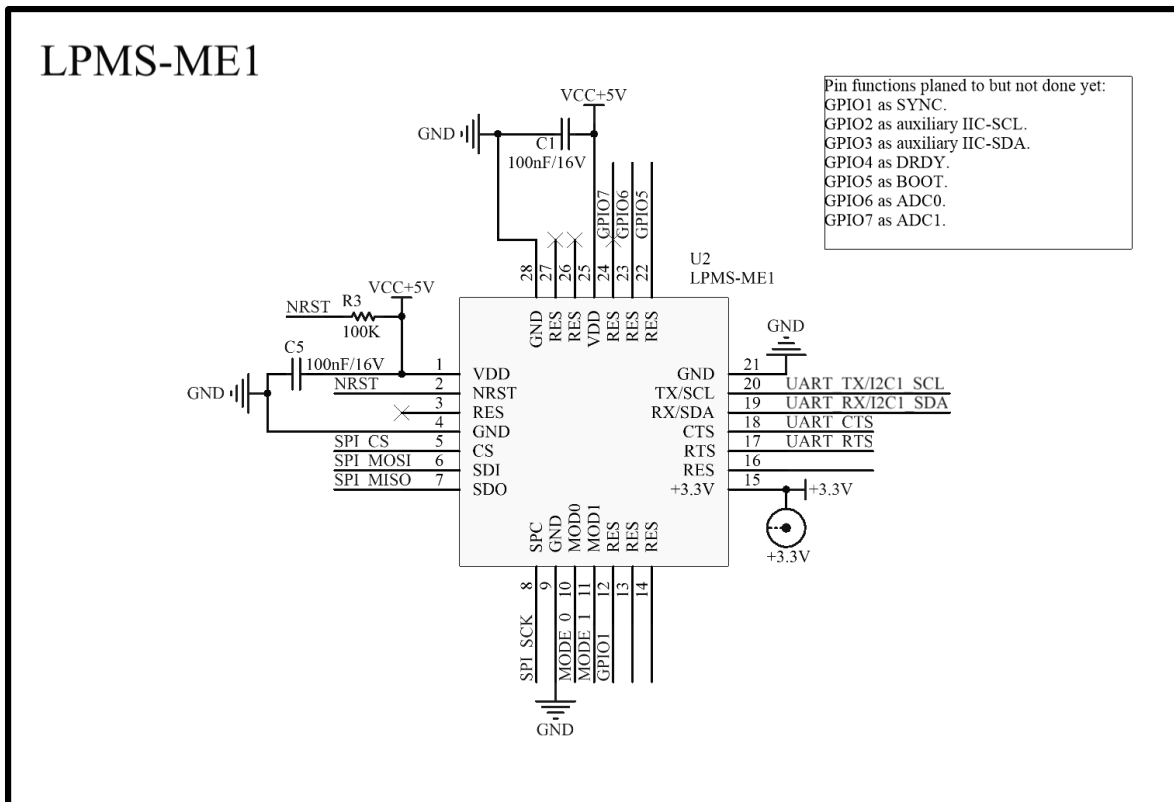 LPMS-ME1
Pin functions planed to but not done yet:
GPIO1 as SYNC.
GPIO2 as auxiliary IIC-SCL.
GPIO3 as auxiliary IIC-SDA.
GPIO4 as DRDY.
GPIO5 as BOOT.
GPIO6 as ADC0.
GPIO7 as ADC1.
VCC+5V
GND
C1
100nF/16V
GPIO7
GPIO6
GPIO5
28
27
26
25
24
23
22
U2
LPMS-ME1
GND
RES
RES
VDD
RES
RES
RES
VCC+5V
NRST
R3
100K
C5
100nF/16V
GND
1 VDD
NRST 2 NRST
3 RES
4 GND
SPI_CS 5 CS
SPI_MOSI 6 SDI
SPI_MISO 7 SDO
GND
GND 21
TX/SCL 20 UART_TX/I2C1_SCL
RX/SDA 19 UART_RX/I2C1_SDA
CTS 18 UART_CTS
RTS 17 UART_RTS
RES 16
+3.3V 15 +3.3V
+3.3V
SPC
GND
MOD0
MOD1
RES
RES
RES
8
9
10
11
12
13
14
SPI_SCK
MODE_0
MODE_1
GPIO1
GND